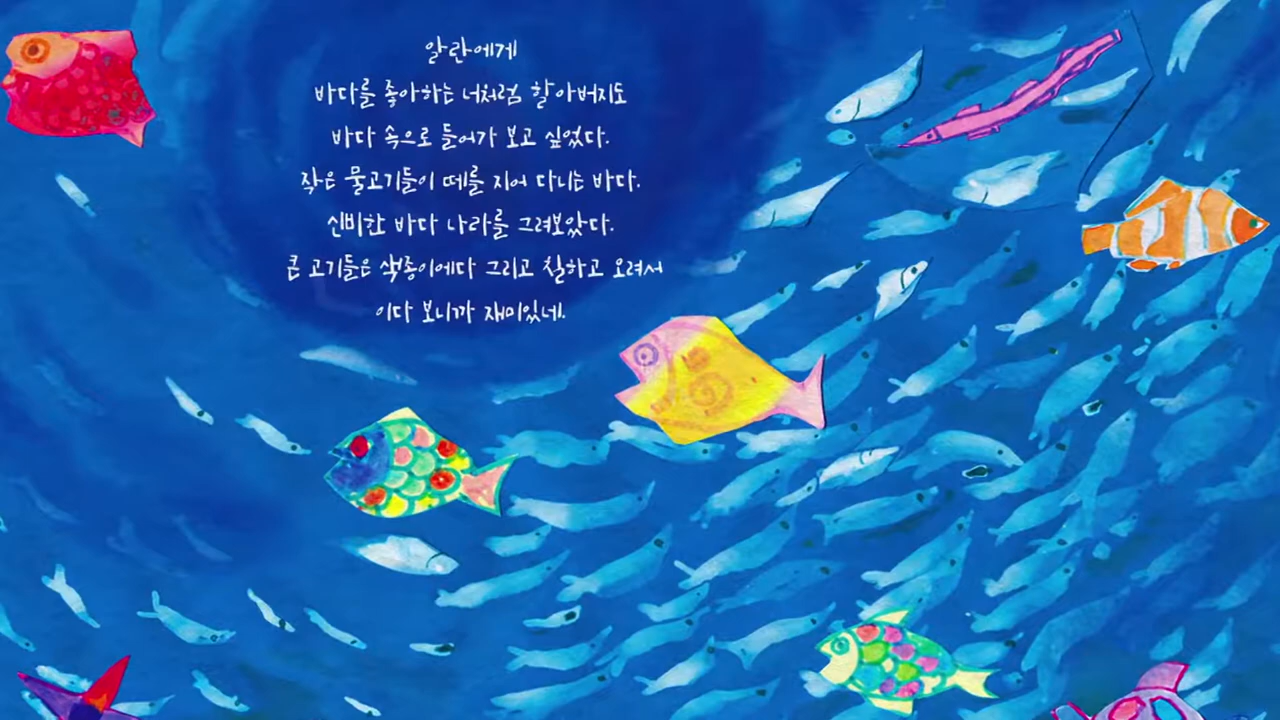 알란에게
바다를 좋아하는 너처럼 할아버지도
바다 속으로 들어가 보고 싶었다.
작은 물고기들이 떼를 지어 다니는 바다.
신비한 바다 나라를 그려보았다.
큰 고기들은 색종이에다 그리고 칠하고 오려서
이다 보니까 재미있네.